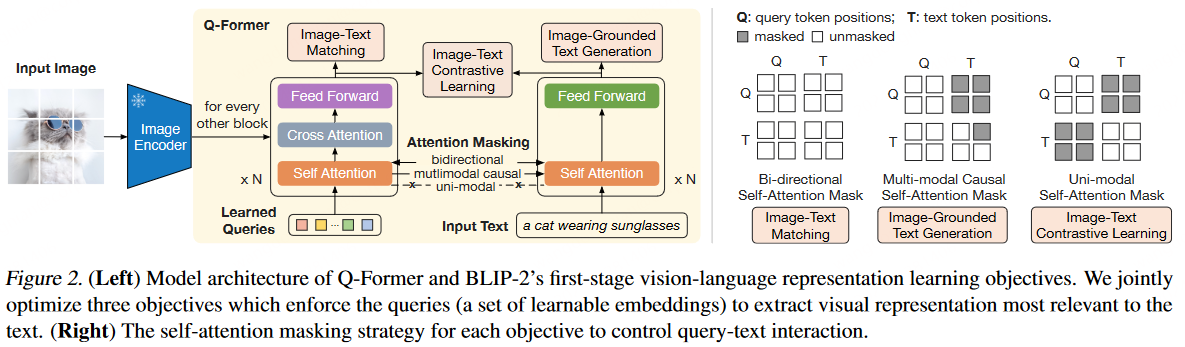 Q-Former
Input Image
Image
Encoder
for every
other block
Image-Text
Matching
Image-Text
Contrastive
Learning
Image-Grounded
Text Generation
Feed Forward
Cross Attention
Self Attention
x N
Learned
Queries
...
Attention Masking
bidirectional
mutlimodal causal
uni-modal
x
x
Feed Forward
Self Attention
x N
Input Text
a cat wearing sunglasses
Q: query token positions; T: text token positions.
masked unmasked
Q T
Q
T
Bi-directional
Self-Attention Mask
Image-Text
Matching
Q T
Q
T
Multi-modal Causal
Self-Attention Mask
Image-Grounded
Text Generation
Q T
Q
T
Uni-modal
Self-Attention Mask
Image-Text
Contrastive Learning
Figure 2. (Left) Model architecture of Q-Former and BLIP-2's first-stage vision-language representation learning objectives. We jointly
optimize three objectives which enforce the queries (a set of learnable embeddings) to extract visual representation most relevant to the
text. (Right) The self-attention masking strategy for each objective to control query-text interaction.